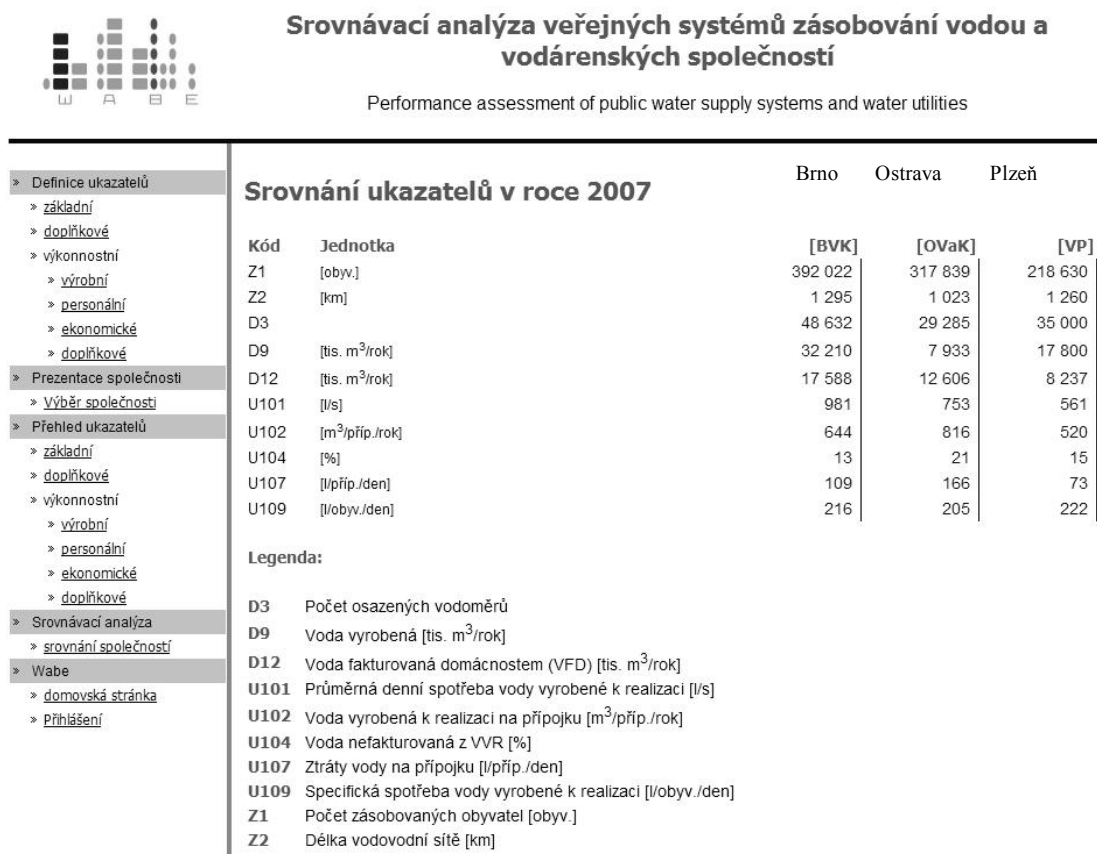 W A B E
Srovnávací analýza veřejných systémů zásobování vodou a
vodárenských společností
Performance assessment of public water supply systems and water utilities
» Definice ukazatelů
» základní
» doplňkové
» výkonnostní
» výrobní
» personální
» ekonomické
» doplňkové
» Prezentace společnosti
» Výběr společnosti
» Přehled ukazatelů
» základní
» doplňkové
» výkonnostní
» výrobní
» personální
» ekonomické
» doplňkové
» Srovnávací analýza
» srovnání společností
» Wabe
» domovská stránka
» Přihlášení
Srovnání ukazatelů v roce 2007 Brno Ostrava Plzeň
Kód Jednotka [BVK] [OVaK] [VP]
Z1 [obyv.] 392 022 317 839 218 630
Z2 [km] 1 295 1 023 1 260
D3 48 632 29 285 35 000
D9 [tis. m³/rok] 32 210 7 933 17 800
D12 [tis. m³/rok] 17 588 12 606 8 237
U101 [l/s] 981 753 561
U102 [m³/příp./rok] 644 816 520
U104 [%] 13 21 15
U107 [l/příp./den] 109 166 73
U109 [l/obyv./den] 216 205 222
Legenda:
D3 Počet osazených vodoměrů
D9 Voda vyrobená [tis. m³/rok]
D12 Voda fakturovaná domácnostem (VFD) [tis. m³/rok]
U101 Průměrná denní spotřeba vody vyrobené k realizaci [l/s]
U102 Voda vyrobená k realizaci na přípojku [m³/příp./rok]
U104 Voda nefakturovaná z VVR [%]
U107 Ztráty vody na přípojku [l/příp./den]
U109 Specifická spotřeba vody vyrobené k realizaci [l/obyv./den]
Z1 Počet zásobovaných obyvatel [obyv.]
Z2 Délka vodovodní sítě [km]